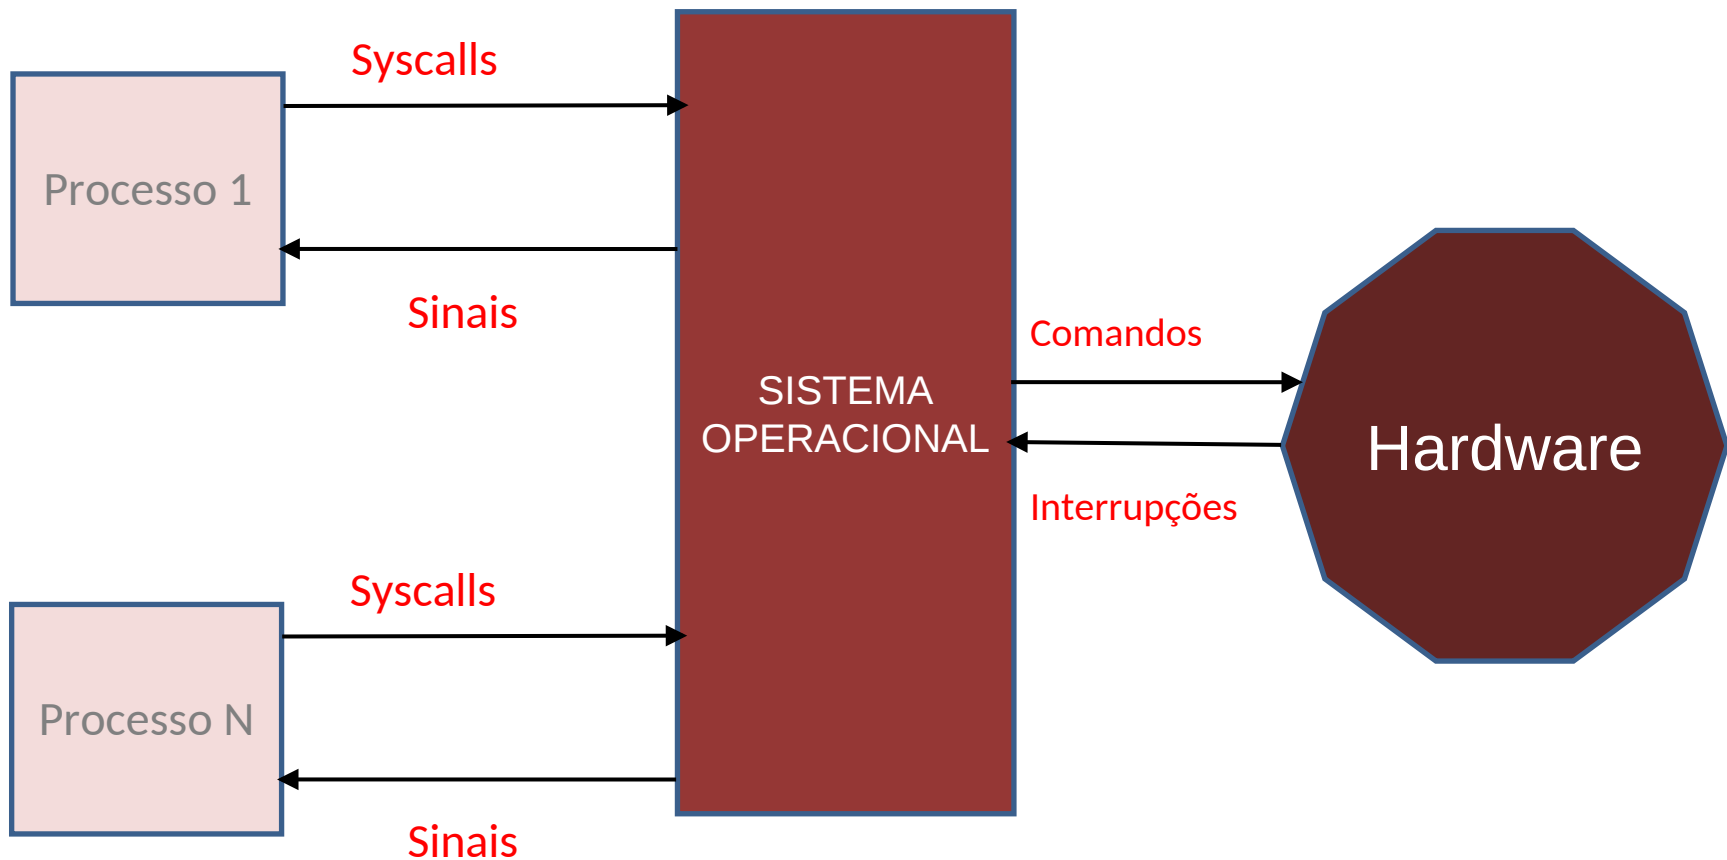 Syscalls
Processo 1
Sinais
SISTEMA
OPERACIONAL
Comandos
Hardware
Interrupções
Syscalls
Processo N
Sinais